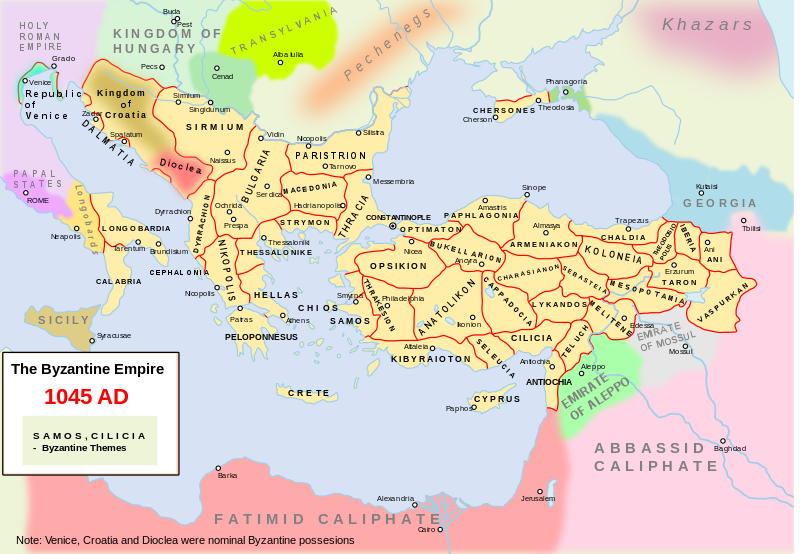 HOLY
ROMAN
EMPIRE
Grado
Venice
Republic
of
Venice
Buda
Pest
KINGDOM OF
HUNGARY
Pecs
Cenad
TRANSYLVANIA
Alba Iulia
Pechenegs
Khazars
Kingdom
of
Croatia
Zadar
Spalatum
DALMATIA
Sirmium
Singidunum
SIRMIUM
Naissus
Dioclea
Vidin
Nicopolis
Silistra
PARISTRION
Tarnovo
BULGARIA
Serdica
MACEDONIA
Hadrianopolis
Messembria
THRACIA
STRYMON
Ochrida
Prespa
Dyrrachion
DYRRACHION
Thessaloniki
THESSALONIKE
NIKOPOLIS
Nicopolis
HELLAS
Patras
Athens
PELOPONNESUS
CEPHALONIA
PAPAL
STATES
ROME
Longobards
Neapolis
LONGOBARDIA
Tarentum
Brundisium
CALABRIA
SICILY
Syracusae
CHERSONES
Cherson
Theodosia
Phanagoria
CONSTANTINOPLE
OPTIMATON
Nicea
BUKELLARION
Ancyra
PAPHLAGONIA
Amastris
Sinope
Almasya
ARMENIAKON
Trapezus
CHALDIA
KOLONEIA
THEODOSIO
POLIS
IBERIA
Ani
ANI
Erzurum
TARON
VASPURKAN
MESOPOTAMIA
SEBASTEIA
CHARASIANON
CAPPADOCIA
LYKANDOS
MELITENE
Edessa
TELUCH
CILICIA
OPSIKION
Smyrna
Philadelphia
THRAKESION
ANATOLIKON
Ikonion
CHIOS
SAMOS
Attaleia
KIBYRAIOTON
SELEUCIA
Antiochia
ANTIOCHIA
Aleppo
EMIRATE
OF ALEPPO
EMIRATE
OF MOSSUL
Mossul
Kutaisi
GEORGIA
Tbilisi
CRETE
Paphos
CYPRUS
ABBASSID
CALIPHATE
Baghdad
Barka
Alexandria
Cairo
Jerusalem
FATIMID CALIPHATE
The Byzantine Empire
1045 AD
SAMOS, CILICIA
- Byzantine Themes
Note: Venice, Croatia and Dioclea were nominal Byzantine possesions